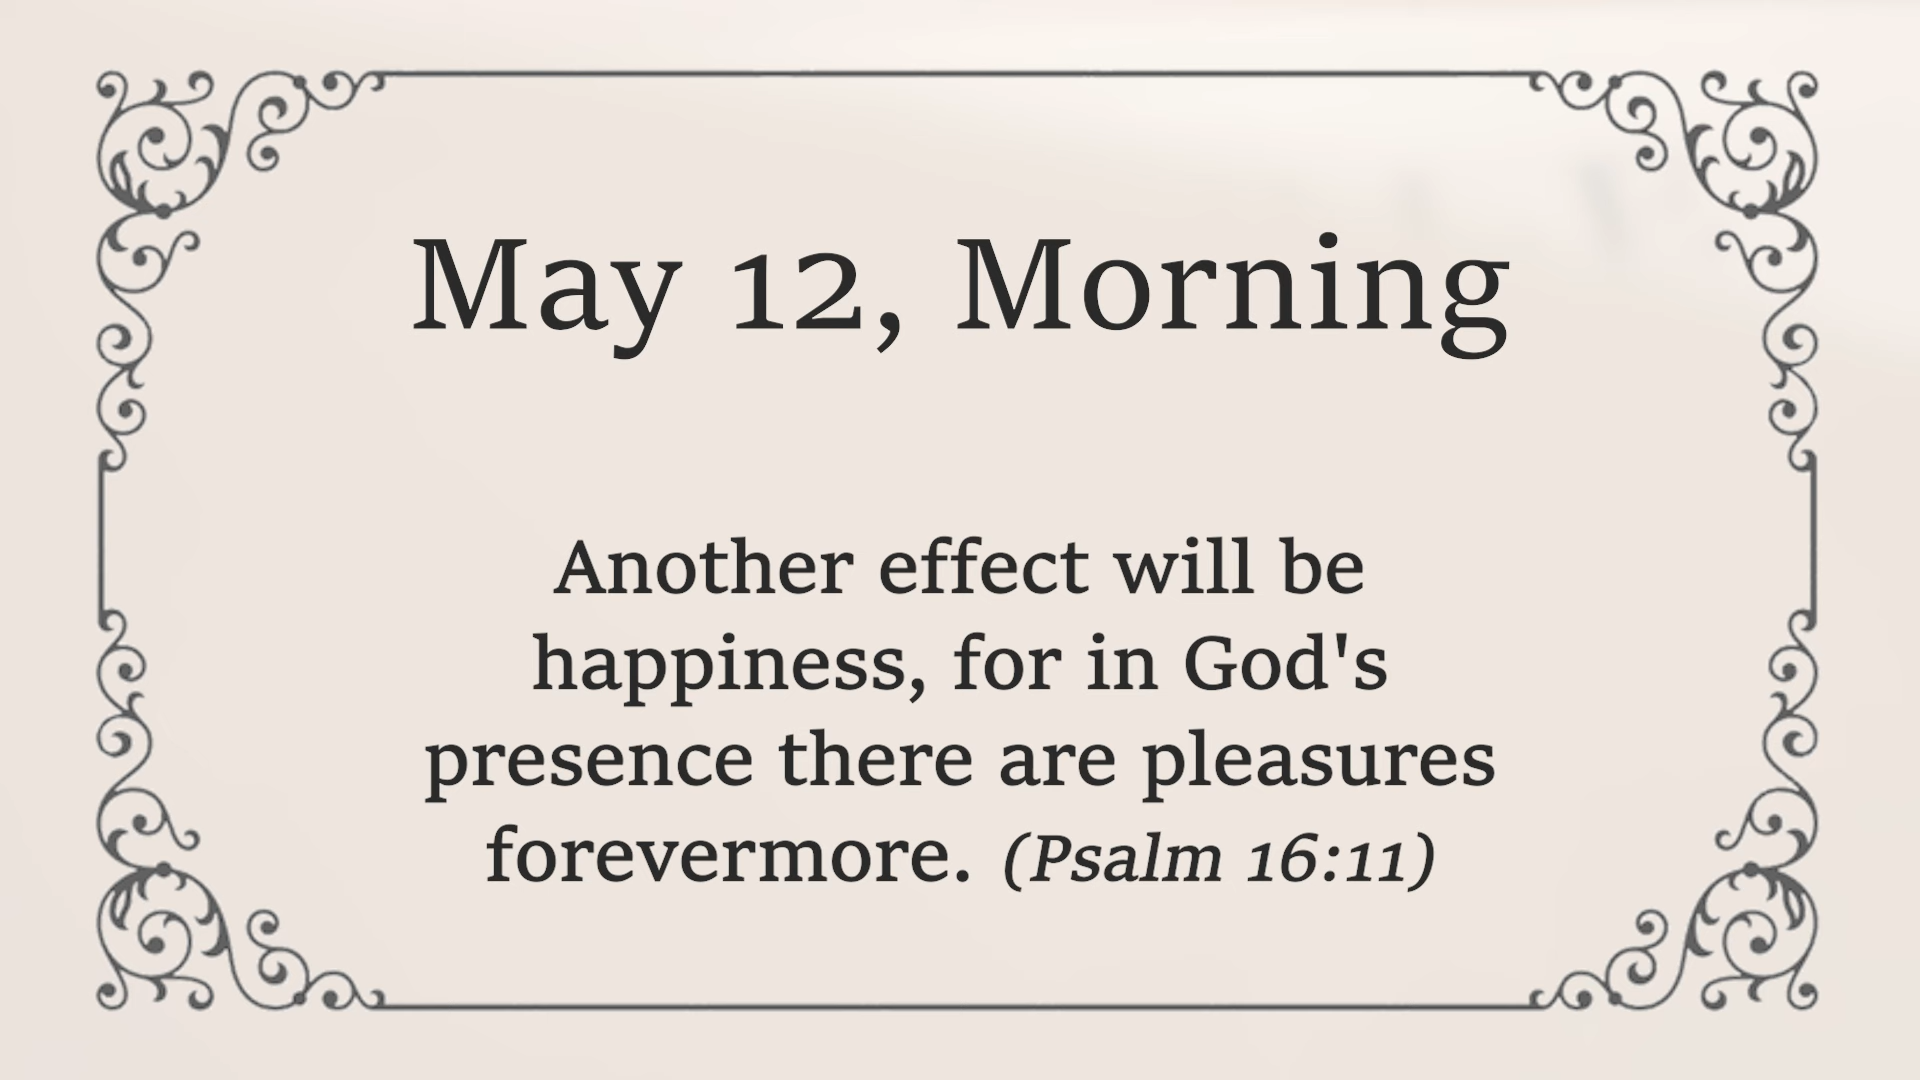 May 12, Morning
Another effect will be
happiness, for in God's
presence there are pleasures
forevermore. (Psalm 16:11)